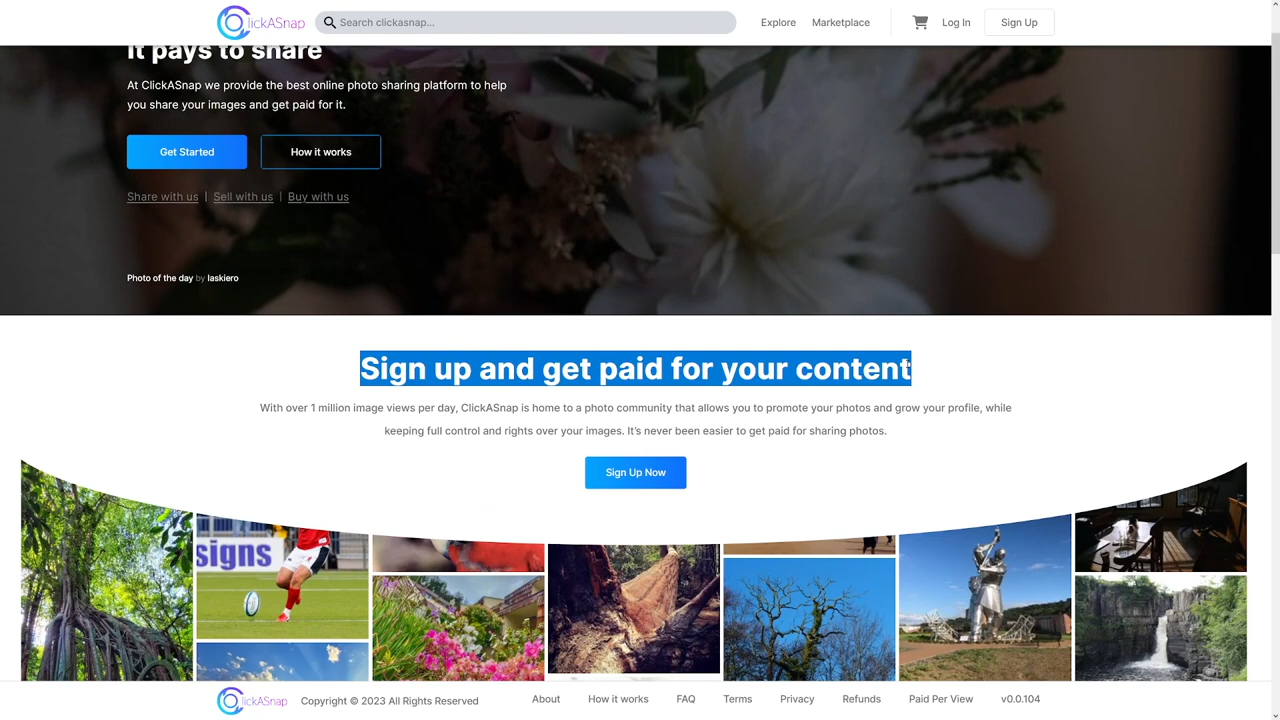 lickASnap
Search clickasnap...
Explore
Marketplace
Log In
Sign Up
It pays to share
At ClickASnap we provide the best online photo sharing platform to help
you share your images and get paid for it.
Get Started
How it works
Share with us | Sell with us | Buy with us
Photo of the day by laskiero
Sign up and get paid for your content
With over 1 million image views per day, ClickASnap is home to a photo community that allows you to promote your photos and grow your profile, while
keeping full control and rights over your images. It's never been easier to get paid for sharing photos.
Sign Up Now
signs
lickASnap
Copyright © 2023 All Rights Reserved
About
How it works
FAQ
Terms
Privacy
Refunds
Paid Per View
v0.0.104